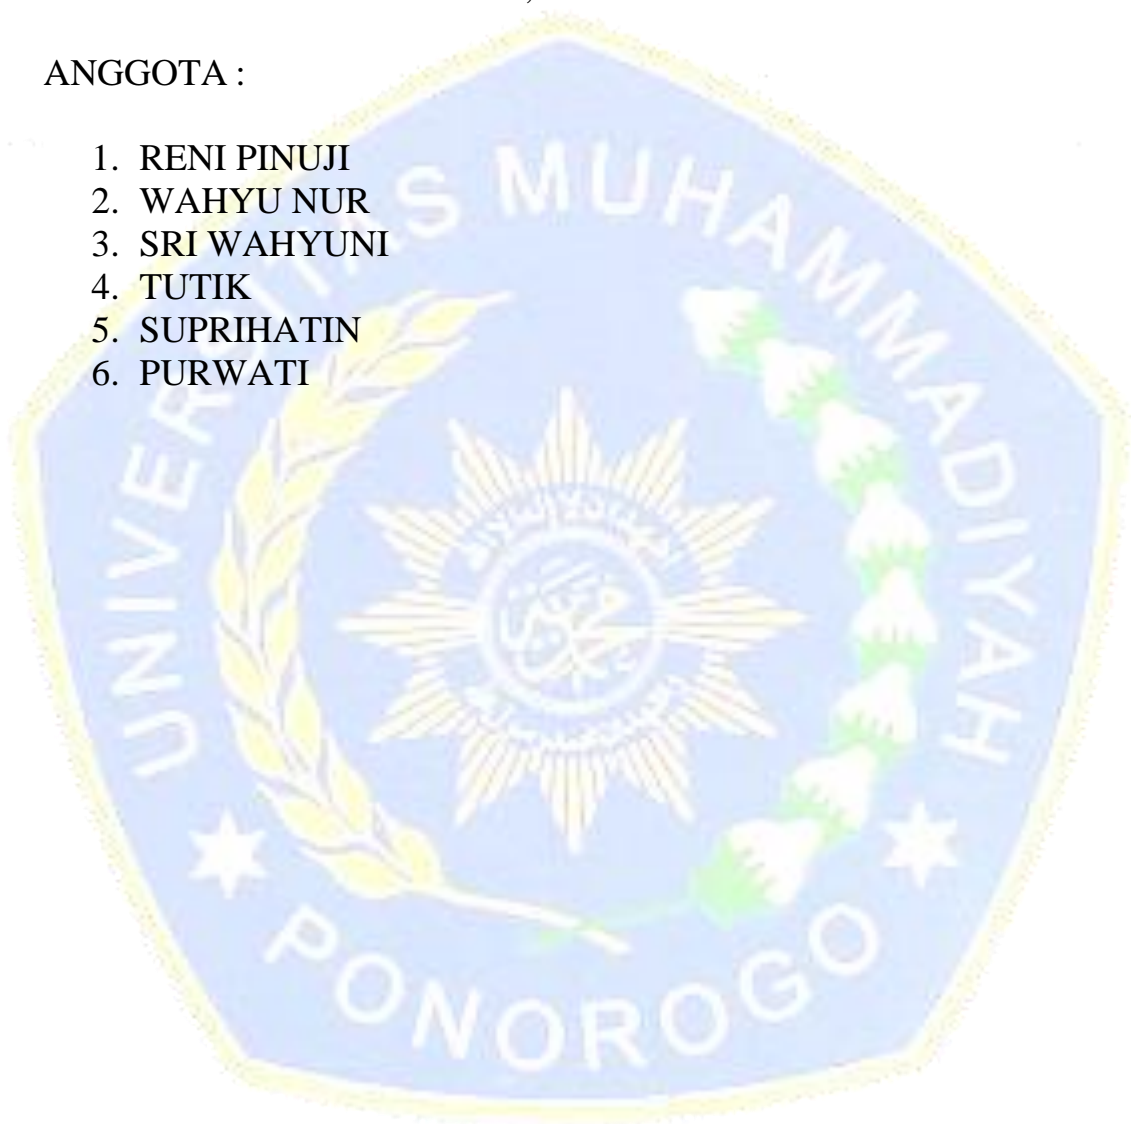 ANGGOTA :
1. RENI PINUJI
2. WAHYU NUR
3. SRI WAHYUNI
4. TUTIK
5. SUPRIHATIN
6. PURWATI
UNIVERSITAS MUHAMMADIYAH
PONOROGO